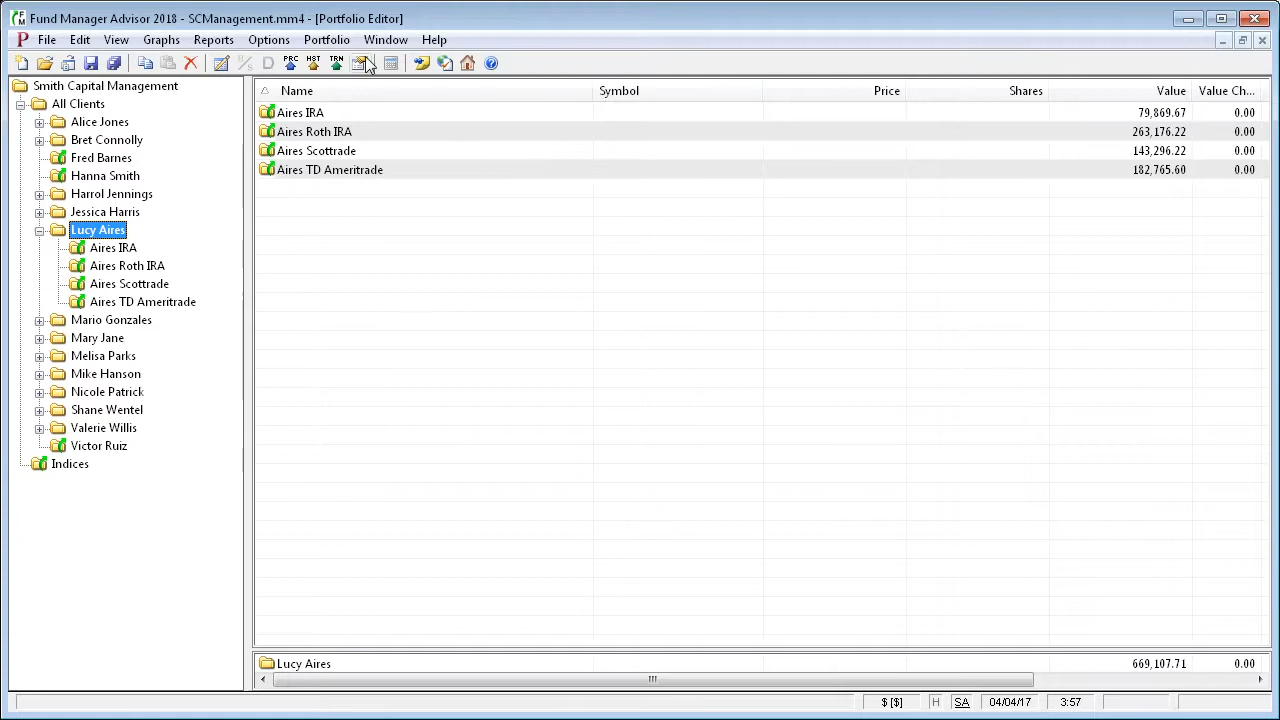 Fund Manager Advisor 2018 - SCManagement.mm4 - [Portfolio Editor]
File Edit View Graphs Reports Options Portfolio Window Help
PRC HST TRN
Smith Capital Management
All Clients
Alice Jones
Bret Connolly
Fred Barnes
Hanna Smith
Harrol Jennings
Jessica Harris
Lucy Aires
Aires IRA
Aires Roth IRA
Aires Scottrade
Aires TD Ameritrade
Mario Gonzales
Mary Jane
Melisa Parks
Mike Hanson
Nicole Patrick
Shane Wentel
Valerie Willis
Victor Ruiz
Indices
Name Symbol Price Shares Value Value Ch...
Aires IRA 79,869.67 0.00
Aires Roth IRA 263,176.22 0.00
Aires Scottrade 143,296.22 0.00
Aires TD Ameritrade 182,765.60 0.00
Lucy Aires 669,107.71 0.00
$ [$] H SA 04/04/17 3:57